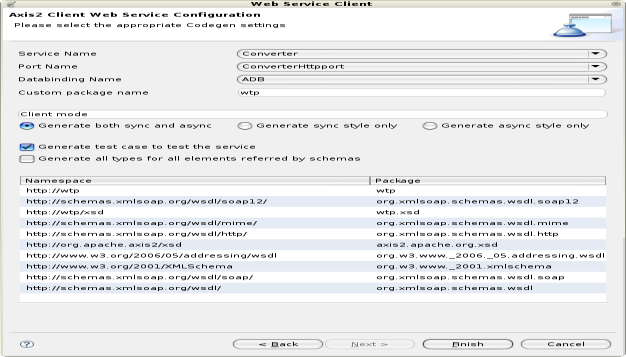 Web Service Client
Axis2 Client Web Service Configuration
Please select the appropriate Codegen settings
Service Name Converter
Port Name ConverterHttpport
Databinding Name ADB
Custom package name wtp
Client mode
Generate both sync and async Generate sync style only Generate async style only
Generate test case to test the service
Generate all types for all elements referred by schemas
Namespace Package
http://wtp wtp
http://schemas.xmlsoap.org/wsdl/soap12/ org.xmlsoap.schemas.wsdl.soap12
http://wtp/xsd wtp.xsd
http://schemas.xmlsoap.org/wsdl/mime/ org.xmlsoap.schemas.wsdl.mime
http://schemas.xmlsoap.org/wsdl/http/ org.xmlsoap.schemas.wsdl.http
http://org.apache.axis2/xsd axis2.apache.org.xsd
http://www.w3.org/2006/05/addressing/wsdl org.w3.www._2006._05.addressing.wsdl
http://www.w3.org/2001/XMLSchema org.w3.www._2001.xmlschema
http://schemas.xmlsoap.org/wsdl/soap/ org.xmlsoap.schemas.wsdl.soap
http://schemas.xmlsoap.org/wsdl/ org.xmlsoap.schemas.wsdl
? < Back Next > Finish Cancel